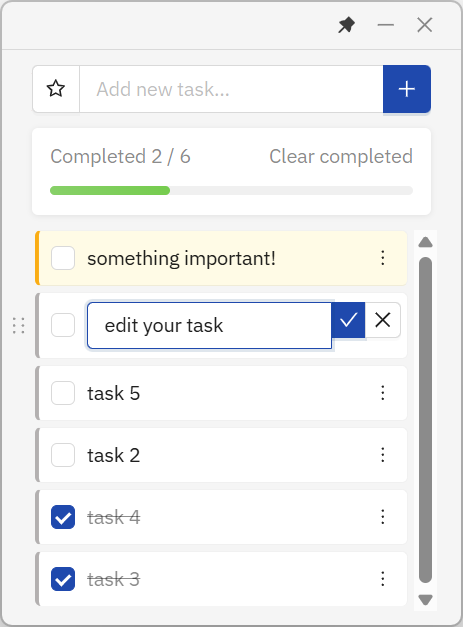 Add new task...
Completed 2 / 6 Clear completed
something important!
edit your task
task 5
task 2
task 4
task 3